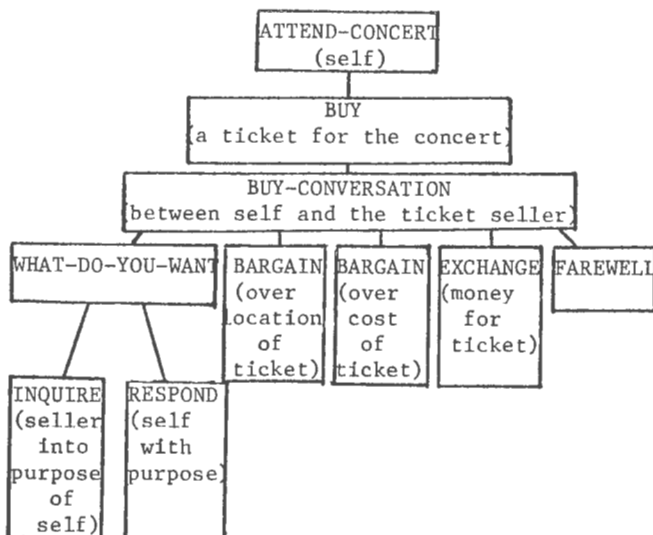 ATTEND-CONCERT
(self)
BUY
(a ticket for the concert)
BUY-CONVERSATION
(between self and the ticket seller)
WHAT-DO-YOU-WANT
BARGAIN
(over
location
of
ticket)
BARGAIN
(over
cost
of
ticket)
EXCHANGE
(money
for
ticket)
FAREWELL
INQUIRE
(seller
into
purpose
of
self)
RESPOND
(self
with
purpose)